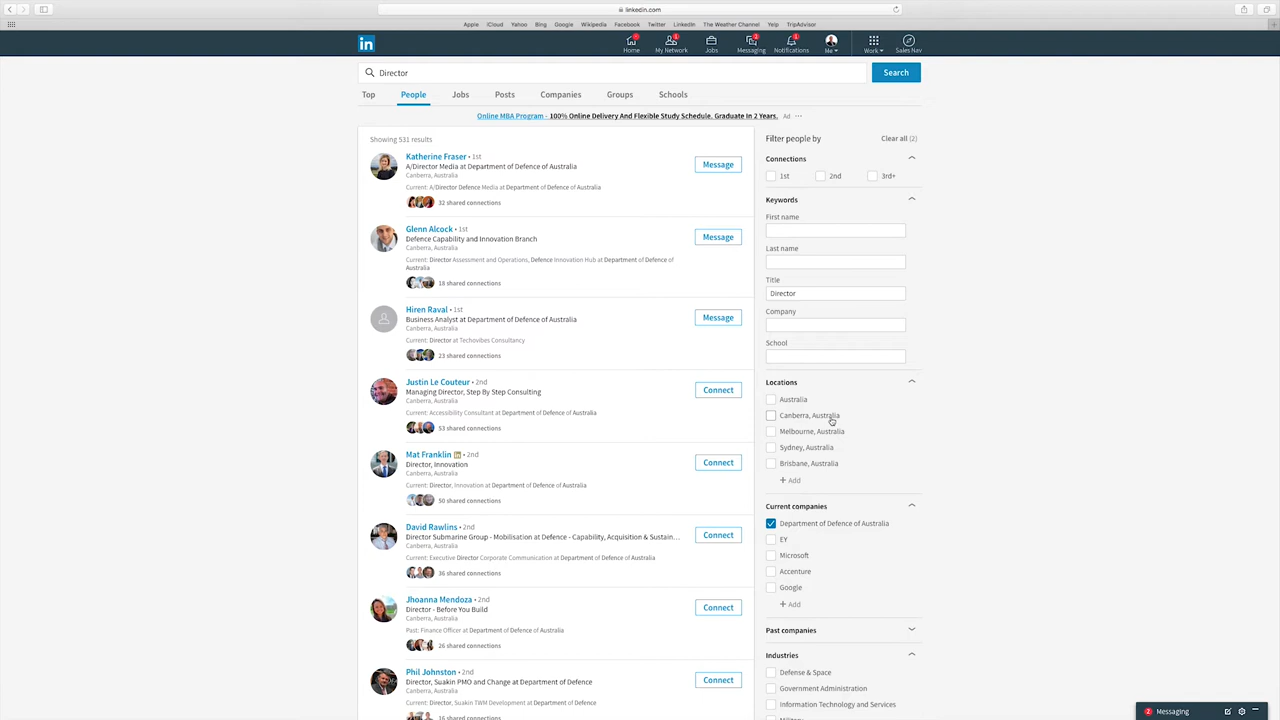 linkedin.com
Apple iCloud Yahoo Bing Google Wikipedia Facebook Twitter LinkedIn The Weather Channel Yelp TripAdvisor
in Home My Network Jobs Messaging Notifications Me Work Sales Nav
Director Search
Top People Jobs Posts Companies Groups Schools
Online MBA Program - 100% Online Delivery And Flexible Study Schedule. Graduate In 2 Years. Ad ···
Showing 531 results
Katherine Fraser • 1st
A/Director Media at Department of Defence of Australia
Canberra, Australia
Current: A/Director Defence Media at Department of Defence of Australia
32 shared connections
Message
Glenn Alcock • 1st
Defence Capability and Innovation Branch
Canberra, Australia
Current: Director Assessment and Operations, Defence Innovation Hub at Department of Defence of
Australia
18 shared connections
Message
Hiren Raval • 1st
Business Analyst at Department of Defence of Australia
Canberra, Australia
Current: Director at Techovibes Consultancy
23 shared connections
Message
Justin Le Couteur • 2nd
Managing Director, Step By Step Consulting
Canberra, Australia
Current: Accessibility Consultant at Department of Defence of Australia
53 shared connections
Connect
Mat Franklin in • 2nd
Director, Innovation
Canberra, Australia
Current: Director, Innovation at Department of Defence of Australia
50 shared connections
Connect
David Rawlins • 2nd
Director Submarine Group - Mobilisation at Defence - Capability, Acquisition & Sustain...
Canberra, Australia
Current: Executive Director Corporate Communication at Department of Defence of Australia
36 shared connections
Connect
Jhoanna Mendoza • 2nd
Director - Before You Build
Canberra, Australia
Past: Finance Officer at Department of Defence of Australia
26 shared connections
Connect
Phil Johnston • 2nd
Director, Suakin PMO and Change at Department of Defence
Canberra, Australia
Current: Director, Suakin TWM Development at Department of Defence of Australia
16 shared connections
Connect
Filter people by Clear all (2)
Connections
1st 2nd 3rd+
Keywords
First name
Last name
Title
Director
Company
School
Locations
Australia
Canberra, Australia
Melbourne, Australia
Sydney, Australia
Brisbane, Australia
+ Add
Current companies
Department of Defence of Australia
EY
Microsoft
Accenture
Google
+ Add
Past companies
Industries
Defense & Space
Government Administration
Information Technology and Services
2 Messaging